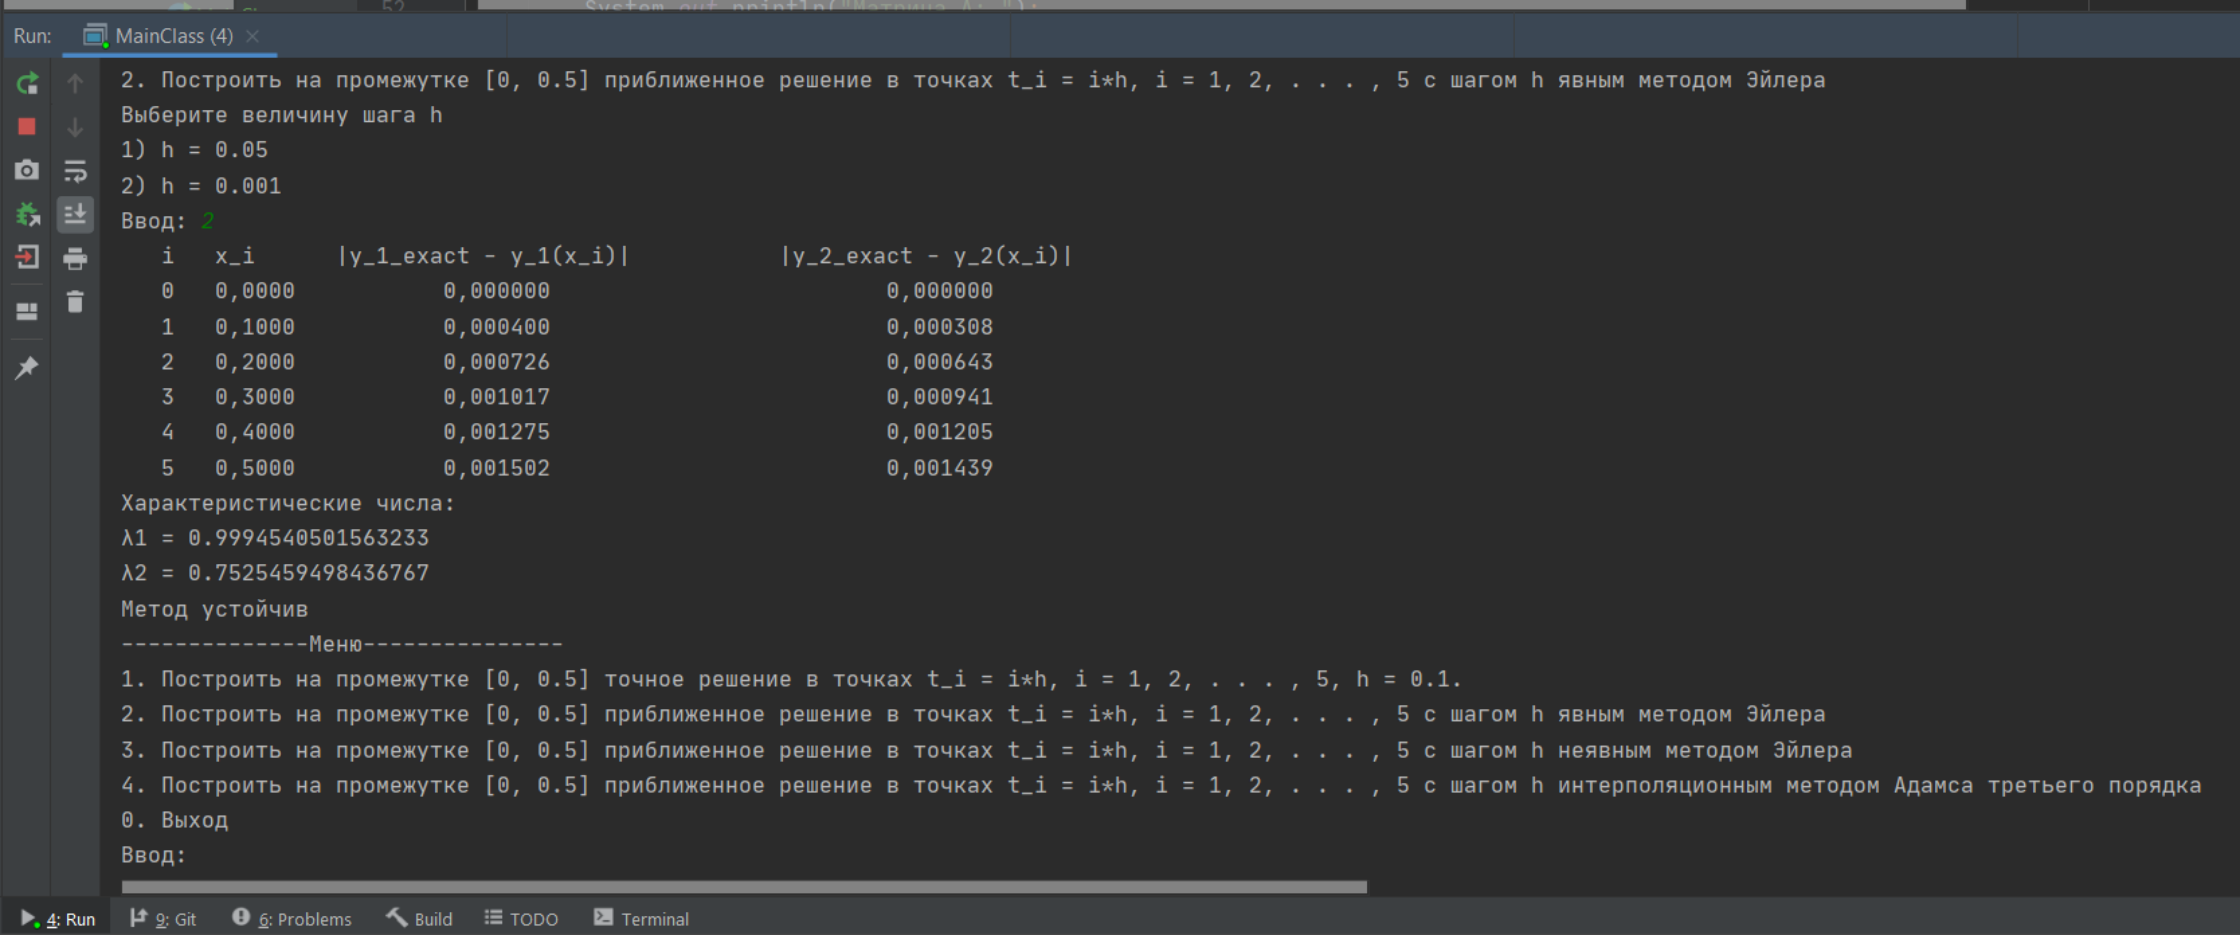 52 System.out.println("Матрица A: ");
Run: MainClass (4)
2. Построить на промежутке [0, 0.5] приближенное решение в точках t_i = i*h, i = 1, 2, . . . , 5 с шагом h явным методом Эйлера
Выберите величину шага h
1) h = 0.05
2) h = 0.001
Ввод: 2
i x_i |y_1_exact - y_1(x_i)| |y_2_exact - y_2(x_i)|
0 0,0000 0,000000 0,000000
1 0,1000 0,000400 0,000308
2 0,2000 0,000726 0,000643
3 0,3000 0,001017 0,000941
4 0,4000 0,001275 0,001205
5 0,5000 0,001502 0,001439
Характеристические числа:
λ1 = 0.9994540501563233
λ2 = 0.7525459498436767
Метод устойчив
--------------Меню---------------
1. Построить на промежутке [0, 0.5] точное решение в точках t_i = i*h, i = 1, 2, . . . , 5, h = 0.1.
2. Построить на промежутке [0, 0.5] приближенное решение в точках t_i = i*h, i = 1, 2, . . . , 5 с шагом h явным методом Эйлера
3. Построить на промежутке [0, 0.5] приближенное решение в точках t_i = i*h, i = 1, 2, . . . , 5 с шагом h неявным методом Эйлера
4. Построить на промежутке [0, 0.5] приближенное решение в точках t_i = i*h, i = 1, 2, . . . , 5 с шагом h интерполяционным методом Адамса третьего порядка
0. Выход
Ввод:
4: Run 9: Git 6: Problems Build TODO Terminal